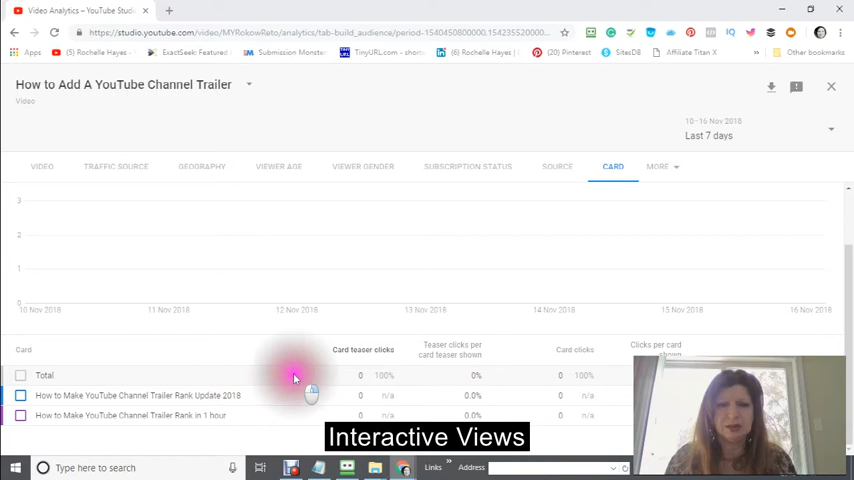 Video Analytics – YouTube Studi
https://studio.youtube.com/video/MYRokowReto/analytics/tab-build_audience/period-1540450800000,154235520000...
Apps
(5) Rochelle Hayes -
ExactSeek: Featured
Submission Monster
TinyURL.com - shorte
(6) Rochelle Hayes |
(20) Pinterest
SitesDB
Affiliate Titan X
»
Other bookmarks
How to Add A YouTube Channel Trailer
Video
10–16 Nov 2018
Last 7 days
VIDEO TRAFFIC SOURCE GEOGRAPHY VIEWER AGE VIEWER GENDER SUBSCRIPTION STATUS SOURCE CARD MORE
3
2
1
0
10 Nov 2018 11 Nov 2018 12 Nov 2018 13 Nov 2018 14 Nov 2018 15 Nov 2018 16 Nov 2018
Card Card teaser clicks Teaser clicks per card teaser shown Card clicks Clicks per card shown
Total 0 100% 0% 0 100%
How to Make YouTube Channel Trailer Rank Update 2018 0 n/a 0.0% 0 n/a
How to Make YouTube Channel Trailer Rank in 1 hour 0 n/a 0.0% 0 n/a
Interactive Views
Type here to search
Links » Address